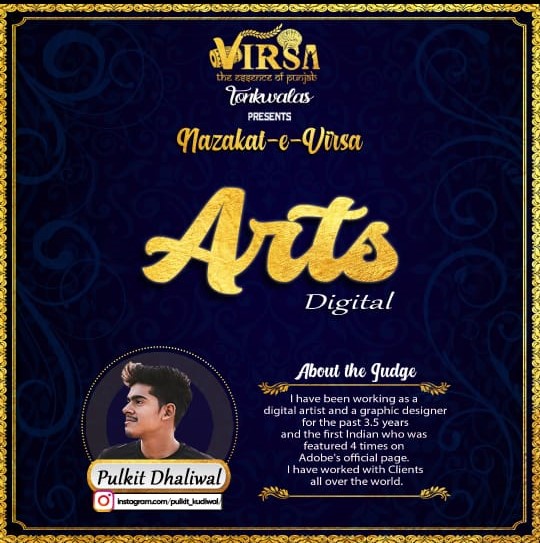 VIRSA
the essence of punjab
Tonkwalas
PRESENTS
Nazakat-e-Virsa
Arts
Digital
About the Judge
I have been working as a
digital artist and a graphic designer
for the past 3.5 years
and the first Indian who was
featured 4 times on
Adobe's official page.
I have worked with Clients
all over the world.
Pulkit Dhaliwal
instagram.com/pulkit_kudiwal/